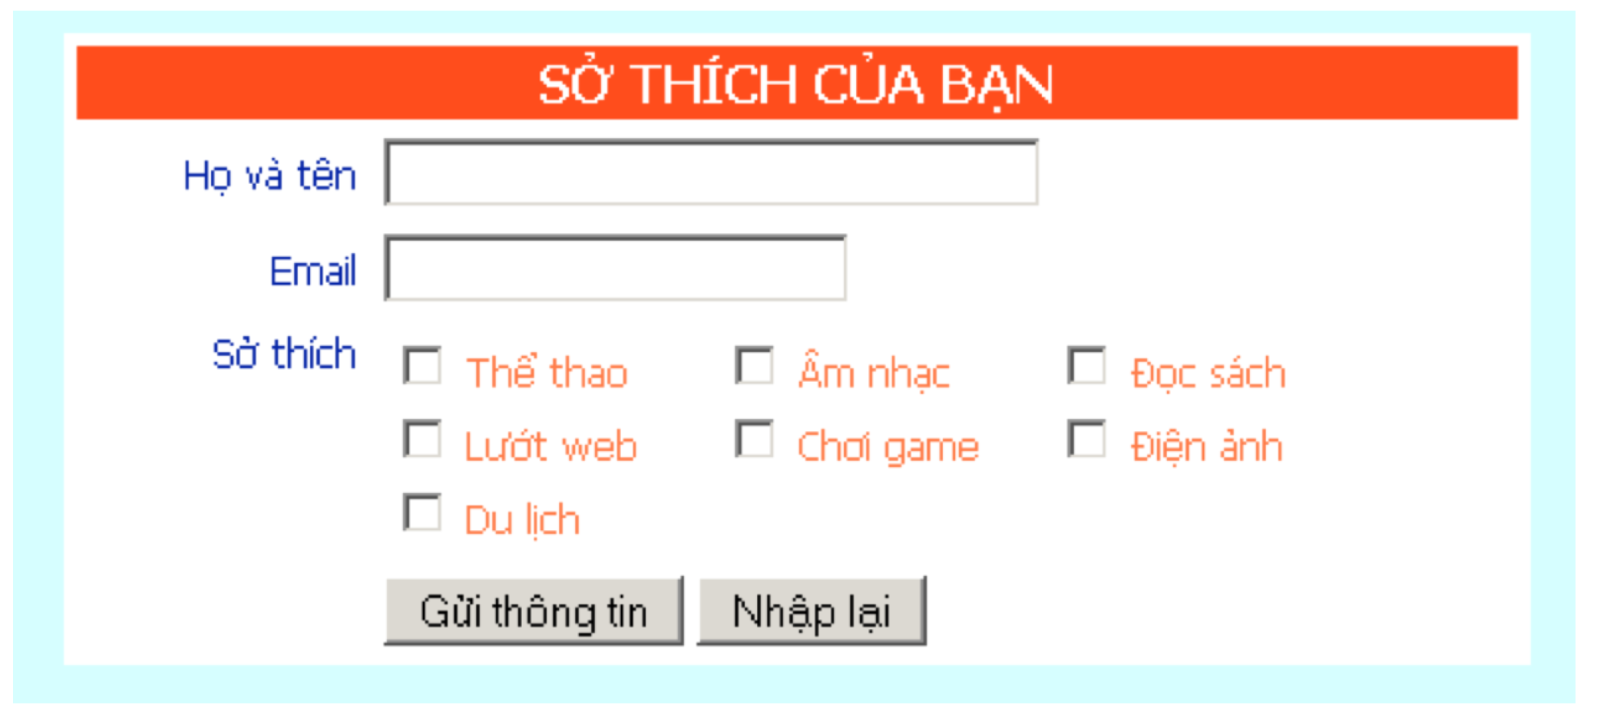 SỞ THÍCH CỦA BẠN
Họ và tên
Email
Sở thích
Thể thao Âm nhạc Đọc sách
Lướt web Chơi game Điện ảnh
Du lịch
Gửi thông tin Nhập lại